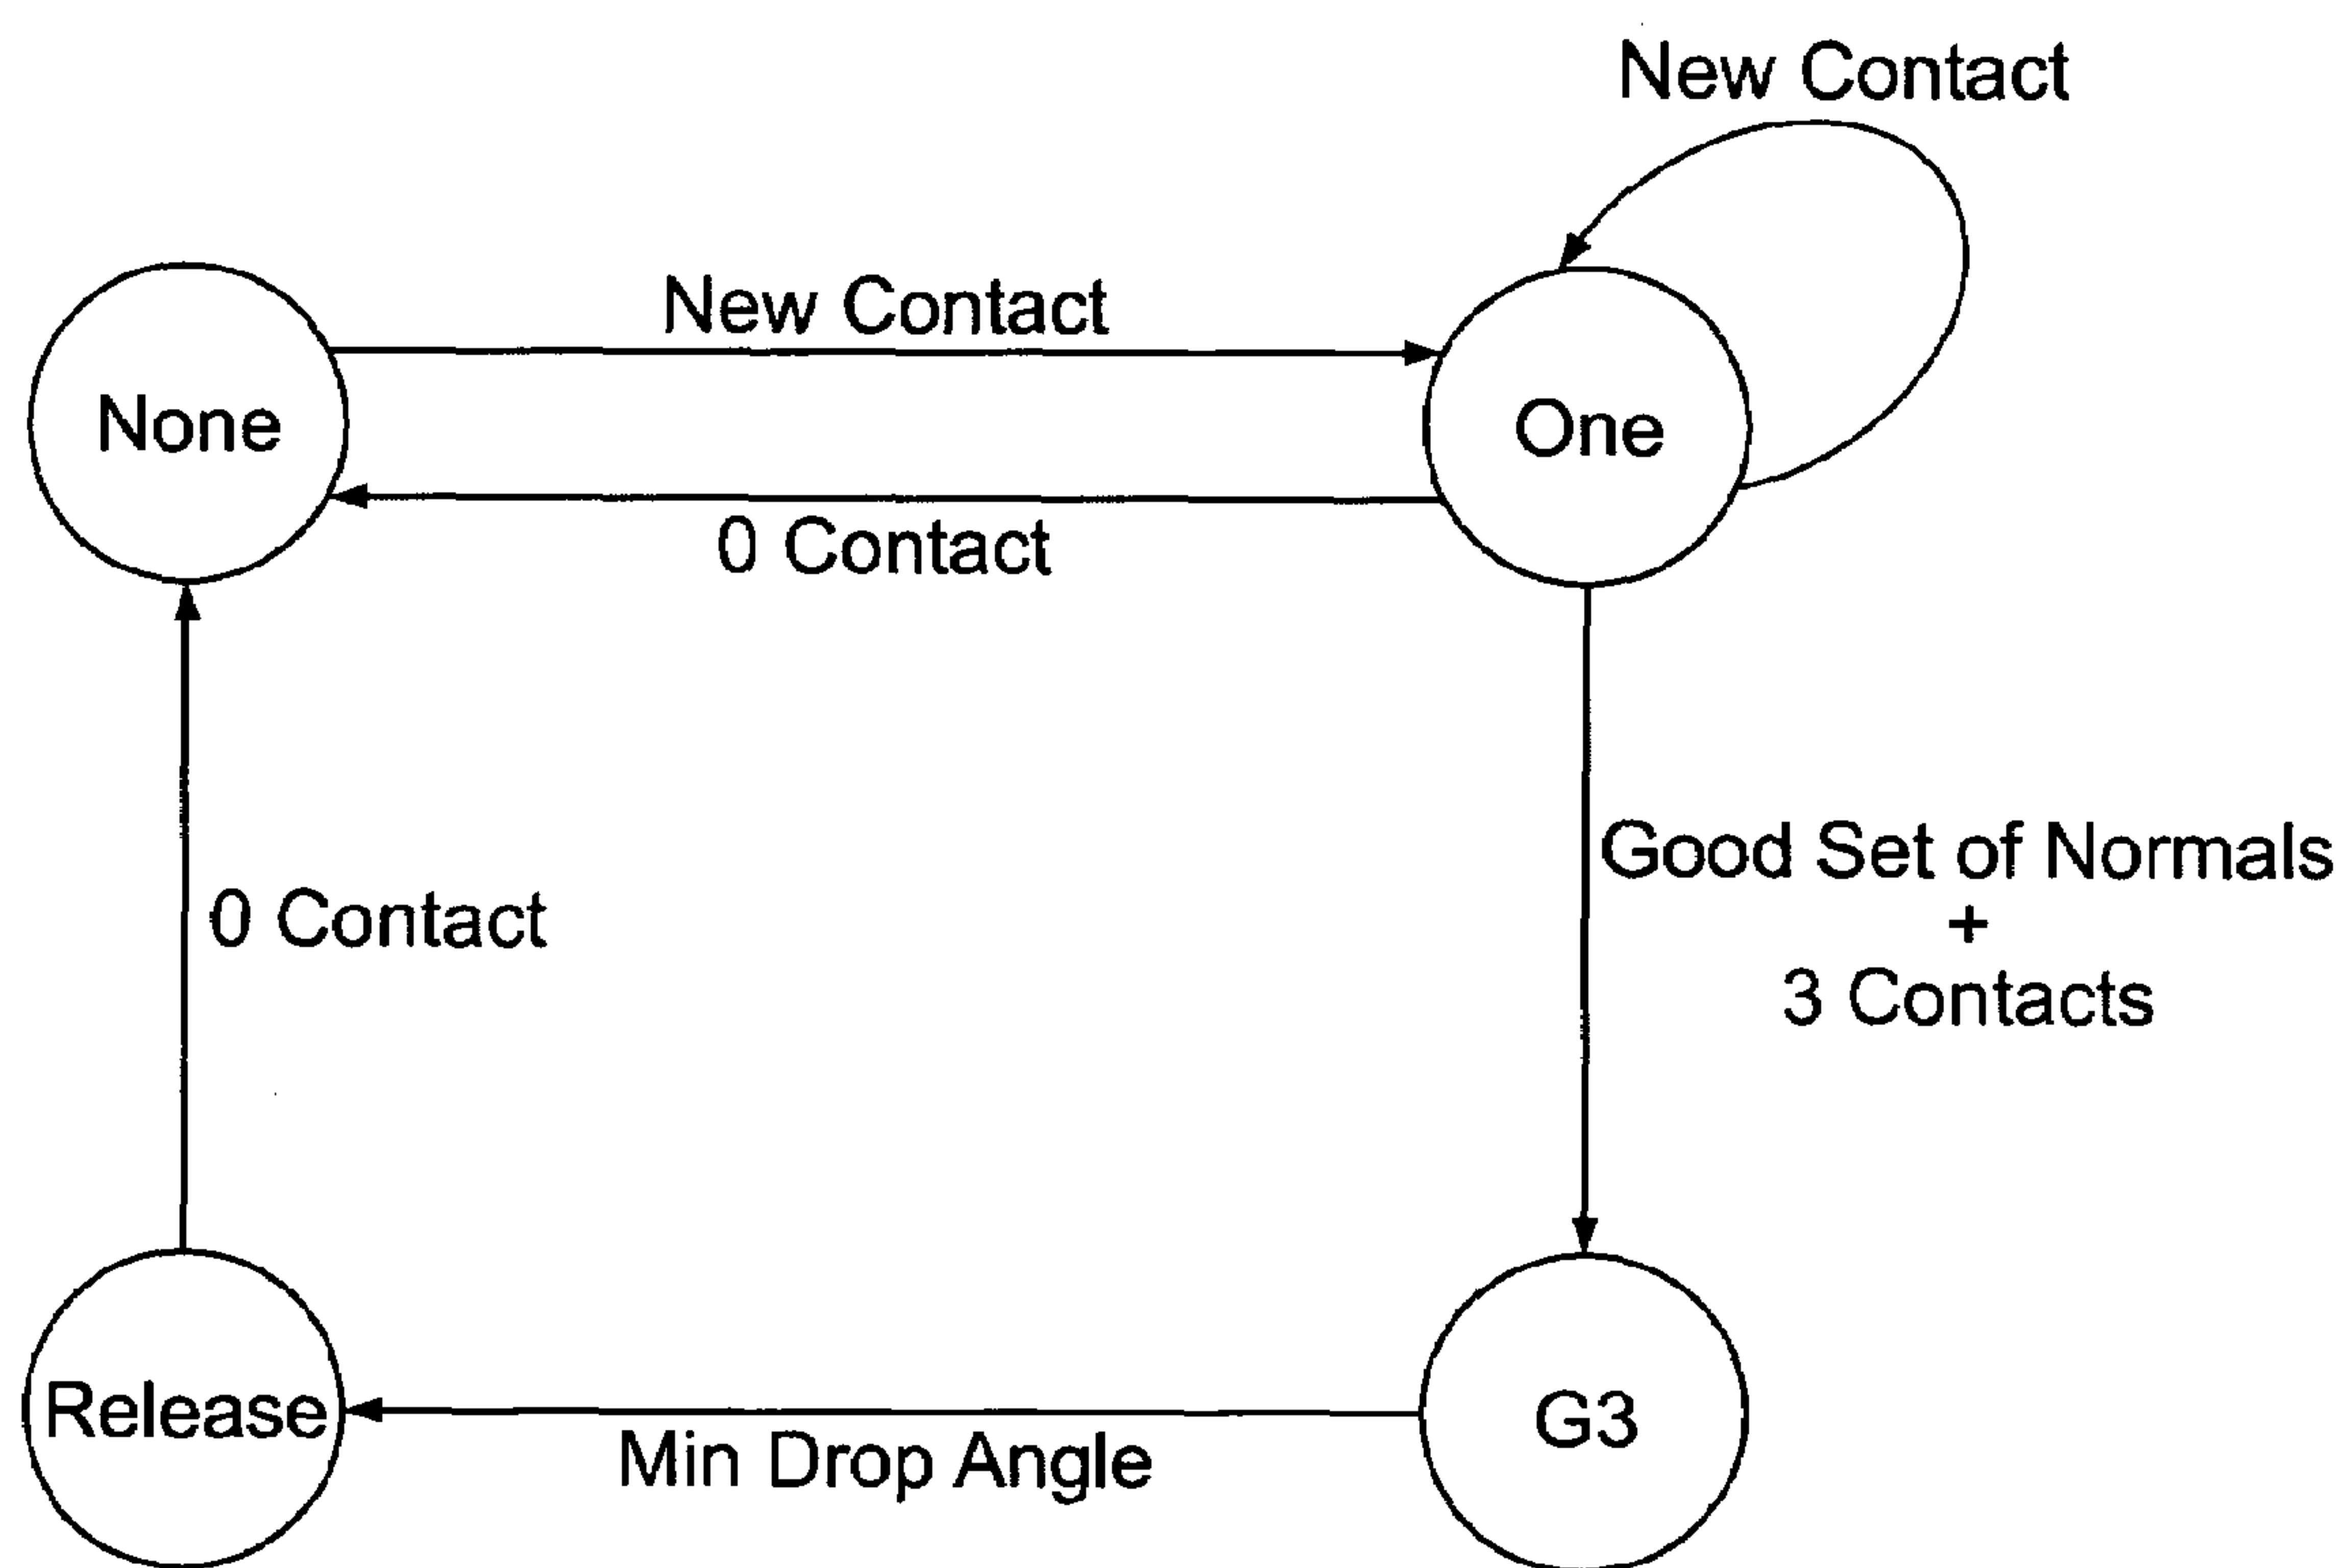 New Contact
New Contact
None
One
0 Contact
Good Set of Normals
+
3 Contacts
0 Contact
Release
G3
Min Drop Angle